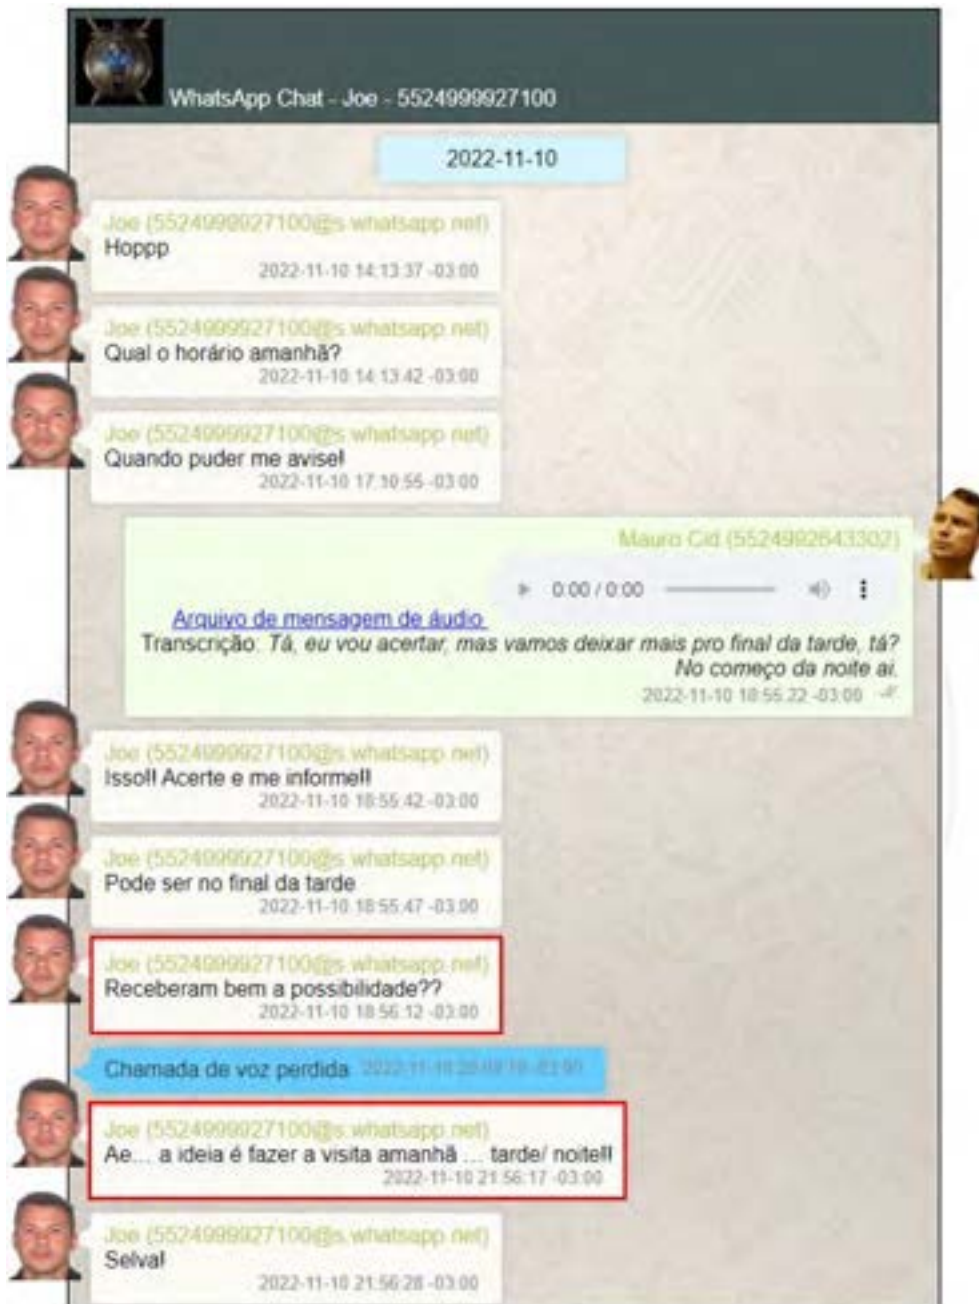 WhatsApp Chat - Joe - 5524999927100
2022-11-10
Joe (5524999927100@s.whatsapp.net)
Hoppp
2022-11-10 14:13:37 -03:00
Joe (5524999927100@s.whatsapp.net)
Qual o horário amanhã?
2022-11-10 14:13:42 -03:00
Joe (5524999927100@s.whatsapp.net)
Quando puder me avise!
2022-11-10 17:10:55 -03:00
Mauro Cid (5524992643302)
0:00 / 0:00
Arquivo de mensagem de áudio
Transcrição: Tá, eu vou acertar, mas vamos deixar mais pro final da tarde, tá?
No começo da noite ai.
2022-11-10 18:55:22 -03:00
Joe (5524999927100@s.whatsapp.net)
Isso!! Acerte e me informe!!
2022-11-10 18:55:42 -03:00
Joe (5524999927100@s.whatsapp.net)
Pode ser no final da tarde
2022-11-10 18:55:47 -03:00
Joe (5524999927100@s.whatsapp.net)
Receberam bem a possibilidade??
2022-11-10 18:56:12 -03:00
Chamada de voz perdida
Joe (5524999927100@s.whatsapp.net)
Ae... a ideia é fazer a visita amanhã ... tarde/ noite!!
2022-11-10 21:56:17 -03:00
Joe (5524999927100@s.whatsapp.net)
Selva!
2022-11-10 21:56:28 -03:00